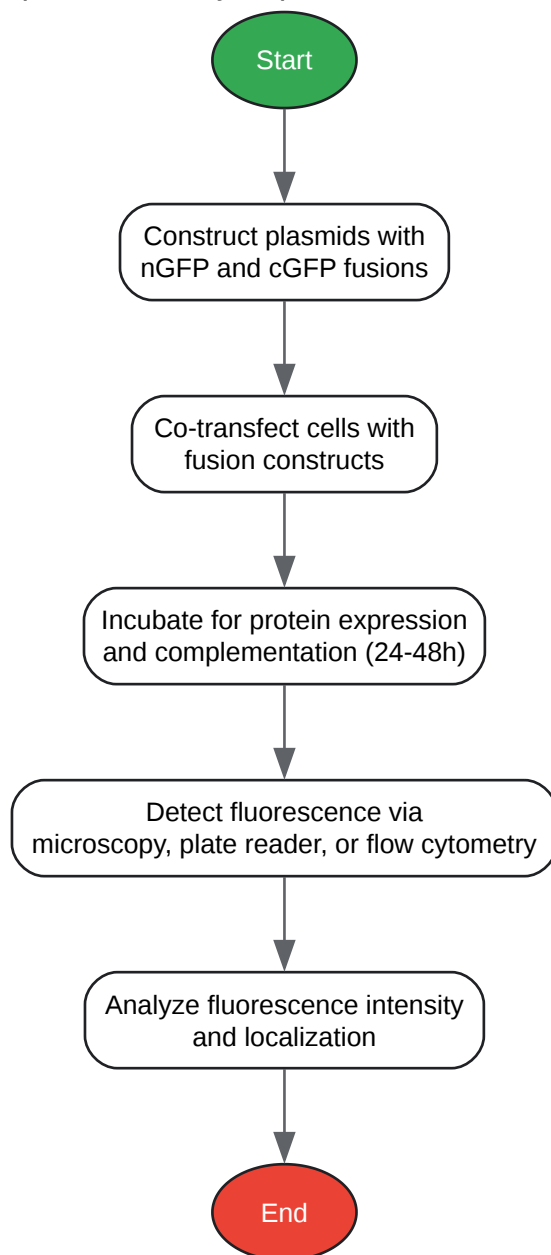 Start
Construct plasmids with
nGFP and cGFP fusions
Co-transfect cells with
fusion constructs
Incubate for protein expression
and complementation (24-48h)
Detect fluorescence via
microscopy, plate reader, or flow cytometry
Analyze fluorescence intensity
and localization
End